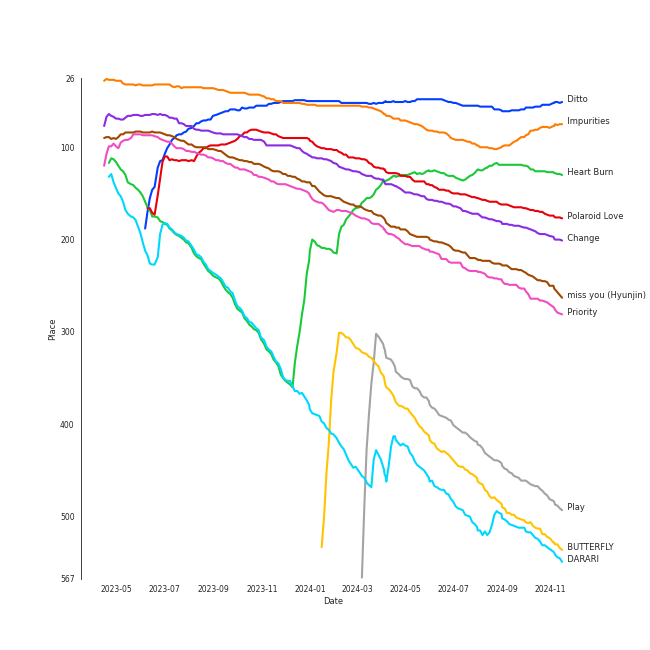 26
100
200
300
400
500
567
Place
2023-05
2023-07
2023-09
2023-11
2024-01
2024-03
2024-05
2024-07
2024-09
2024-11
Date
Ditto
Impurities
Heart Burn
Polaroid Love
Change
miss you (Hyunjin)
Priority
Play
BUTTERFLY
DARARI